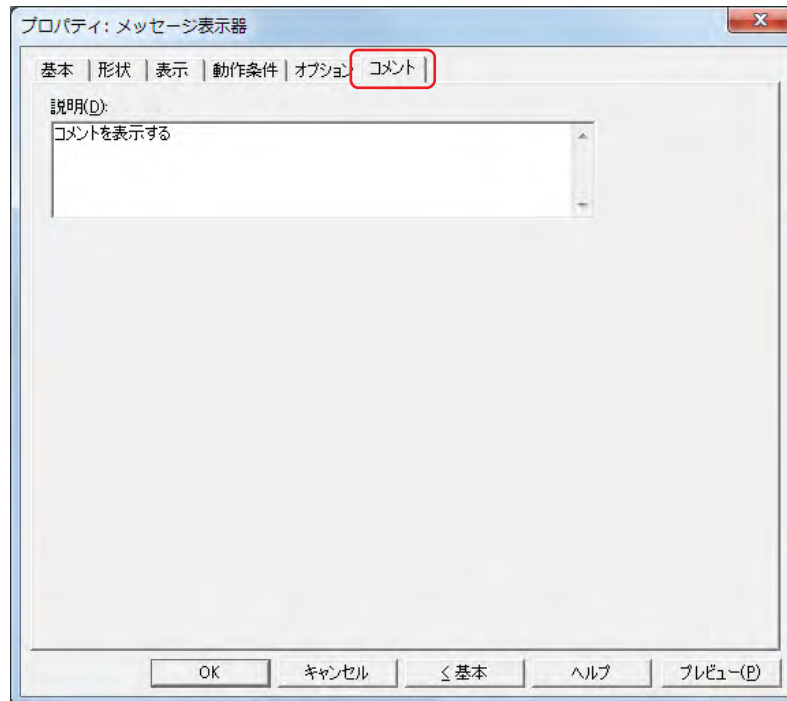 プロパティ: メッセージ表示器
基本 形状 表示 動作条件 オプション コメント
説明(D):
コメントを表示する
OK キャンセル <基本 ヘルプ プレビュー(P)